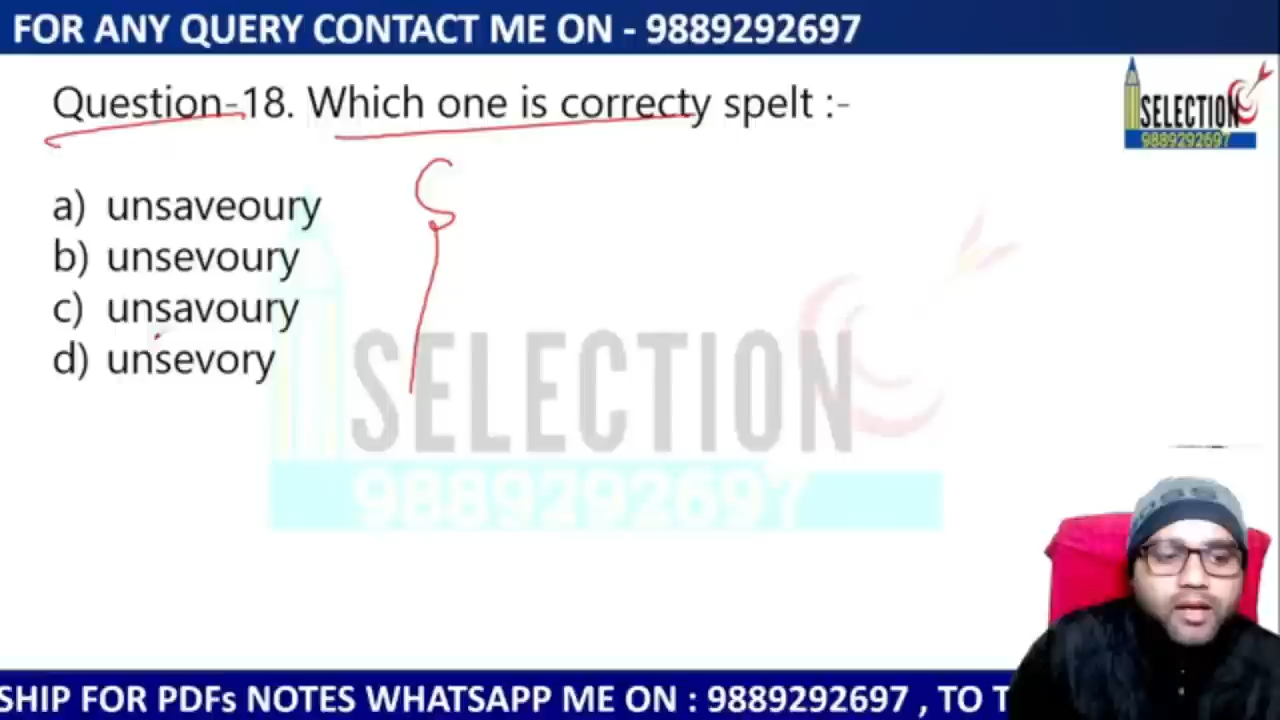 FOR ANY QUERY CONTACT ME ON - 9889292697
SELECTION
9889292697
Question-18. Which one is correcty spelt :-
a) unsaveoury
b) unsevoury
c) unsavoury
d) unsevory
SELECTION
9889292697
SHIP FOR PDFs NOTES WHATSAPP ME ON : 9889292697 , TO T